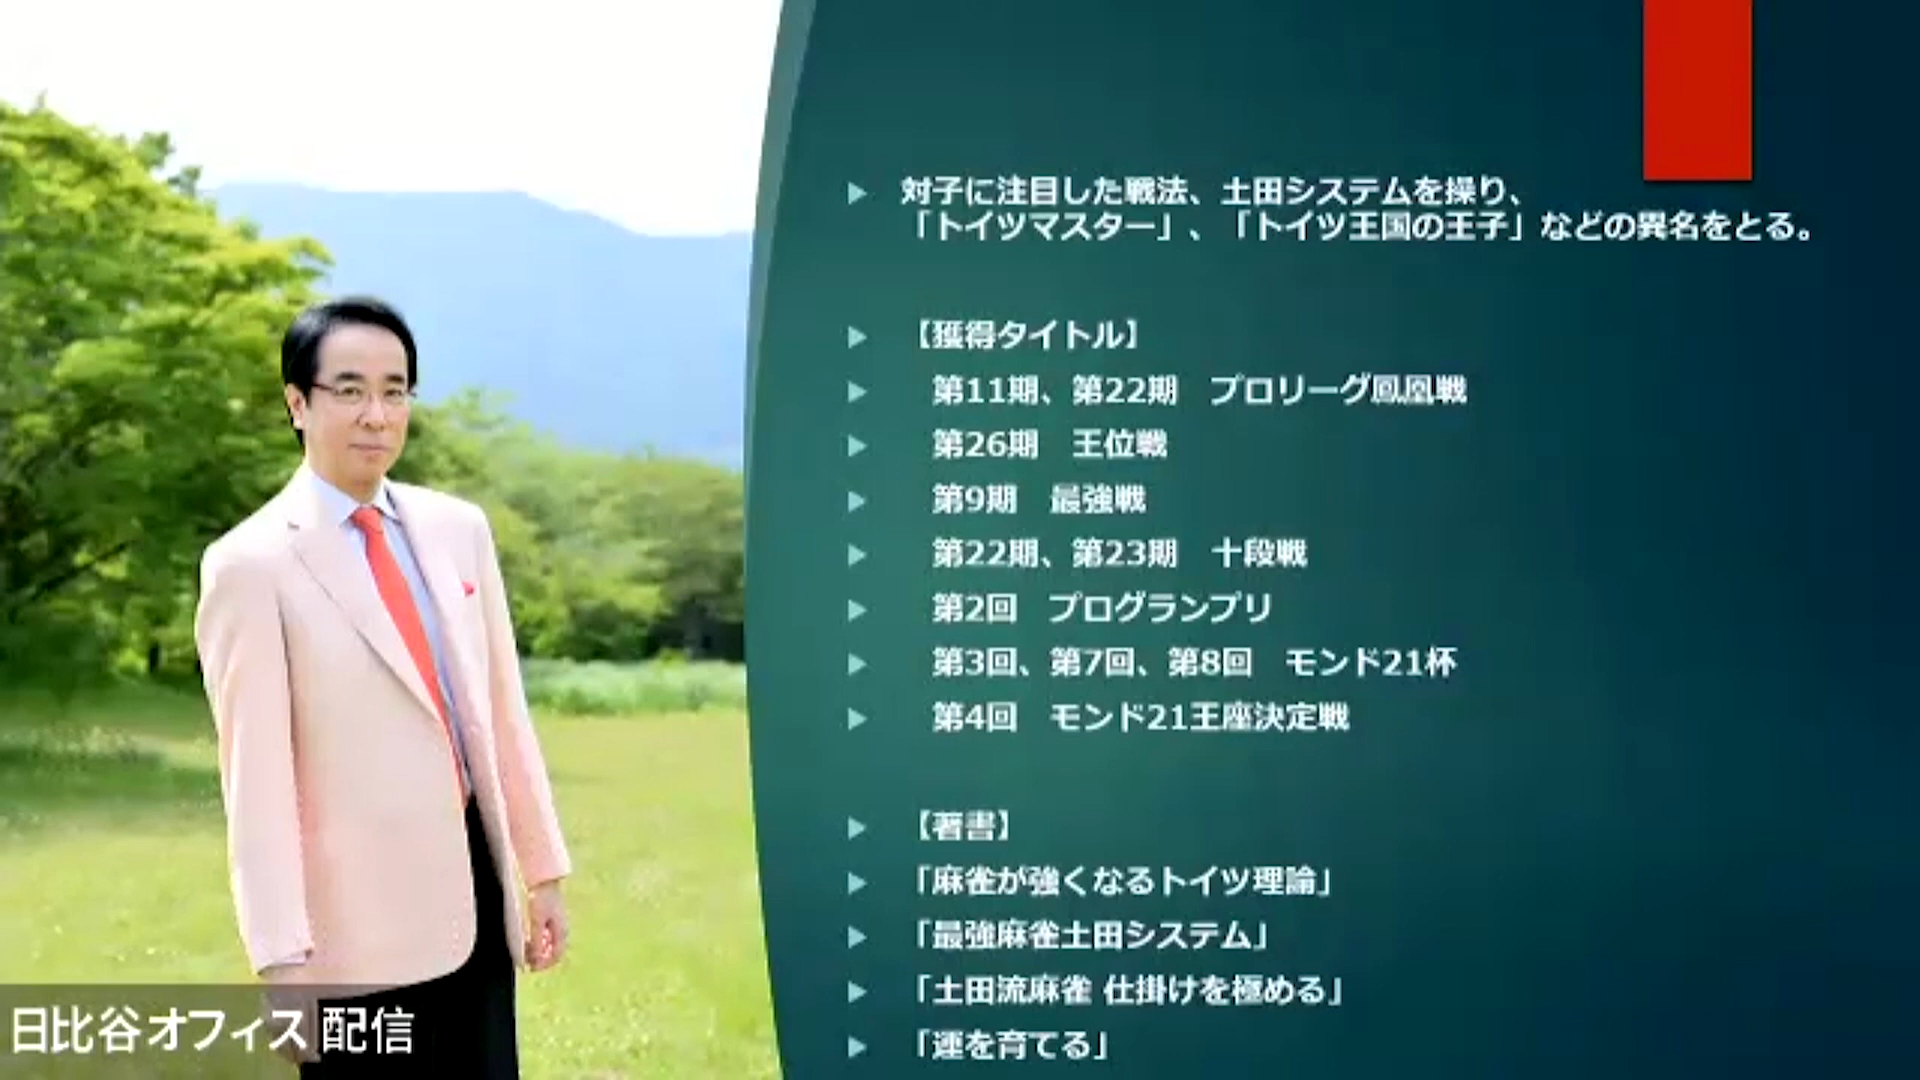 対子に注目した戦法、土田システムを操り、
「トイツマスター」、「トイツ王国の王子」などの異名をとる。
【獲得タイトル】
第11期、第22期　プロリーグ鳳凰戦
第26期　王位戦
第9期　最強戦
第22期、第23期　十段戦
第2回　プログランプリ
第3回、第7回、第8回　モンド21杯
第4回　モンド21王座決定戦
【著書】
「麻雀が強くなるトイツ理論」
「最強麻雀土田システム」
「土田流麻雀 仕掛けを極める」
「運を育てる」
日比谷オフィス 配信